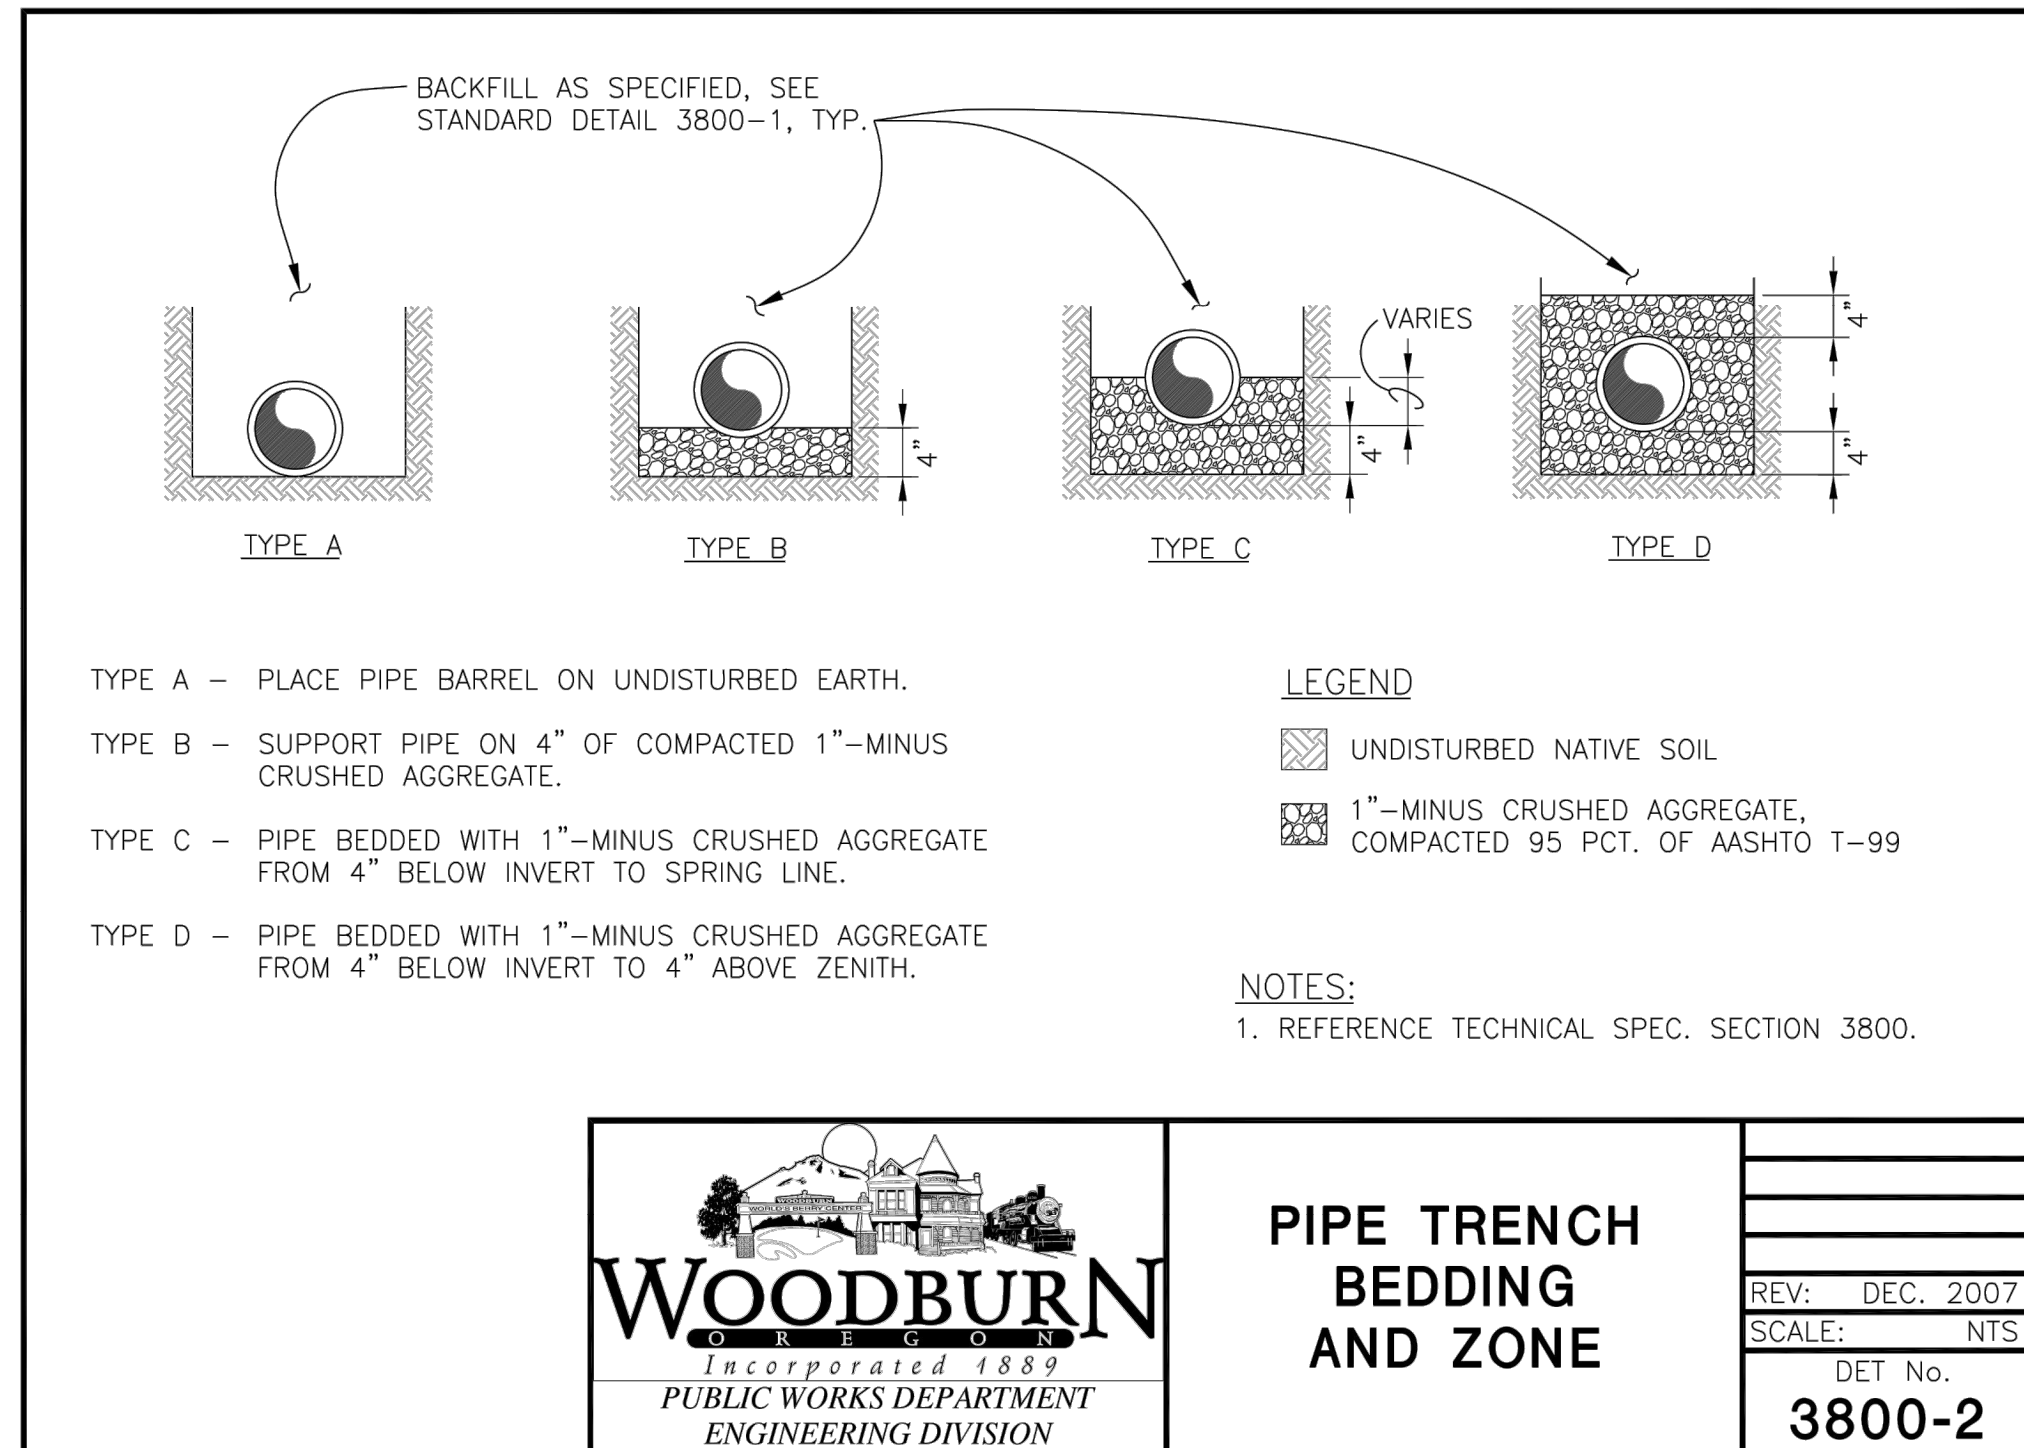 BACKFILL AS SPECIFIED, SEE
STANDARD DETAIL 3800-1, TYP.
VARIES
4"
4"
4"
4"
TYPE A
TYPE B
TYPE C
TYPE D
TYPE A – PLACE PIPE BARREL ON UNDISTURBED EARTH.
TYPE B – SUPPORT PIPE ON 4" OF COMPACTED 1"-MINUS
CRUSHED AGGREGATE.
TYPE C – PIPE BEDDED WITH 1"-MINUS CRUSHED AGGREGATE
FROM 4" BELOW INVERT TO SPRING LINE.
TYPE D – PIPE BEDDED WITH 1"-MINUS CRUSHED AGGREGATE
FROM 4" BELOW INVERT TO 4" ABOVE ZENITH.
LEGEND
UNDISTURBED NATIVE SOIL
1"-MINUS CRUSHED AGGREGATE,
COMPACTED 95 PCT. OF AASHTO T-99
NOTES:
1. REFERENCE TECHNICAL SPEC. SECTION 3800.
WOODBURN
WORLD'S BERRY CENTER
WOODBURN
OREGON
Incorporated 1889
PUBLIC WORKS DEPARTMENT
ENGINEERING DIVISION
PIPE TRENCH
BEDDING
AND ZONE
REV: DEC. 2007
SCALE: NTS
DET No.
3800-2